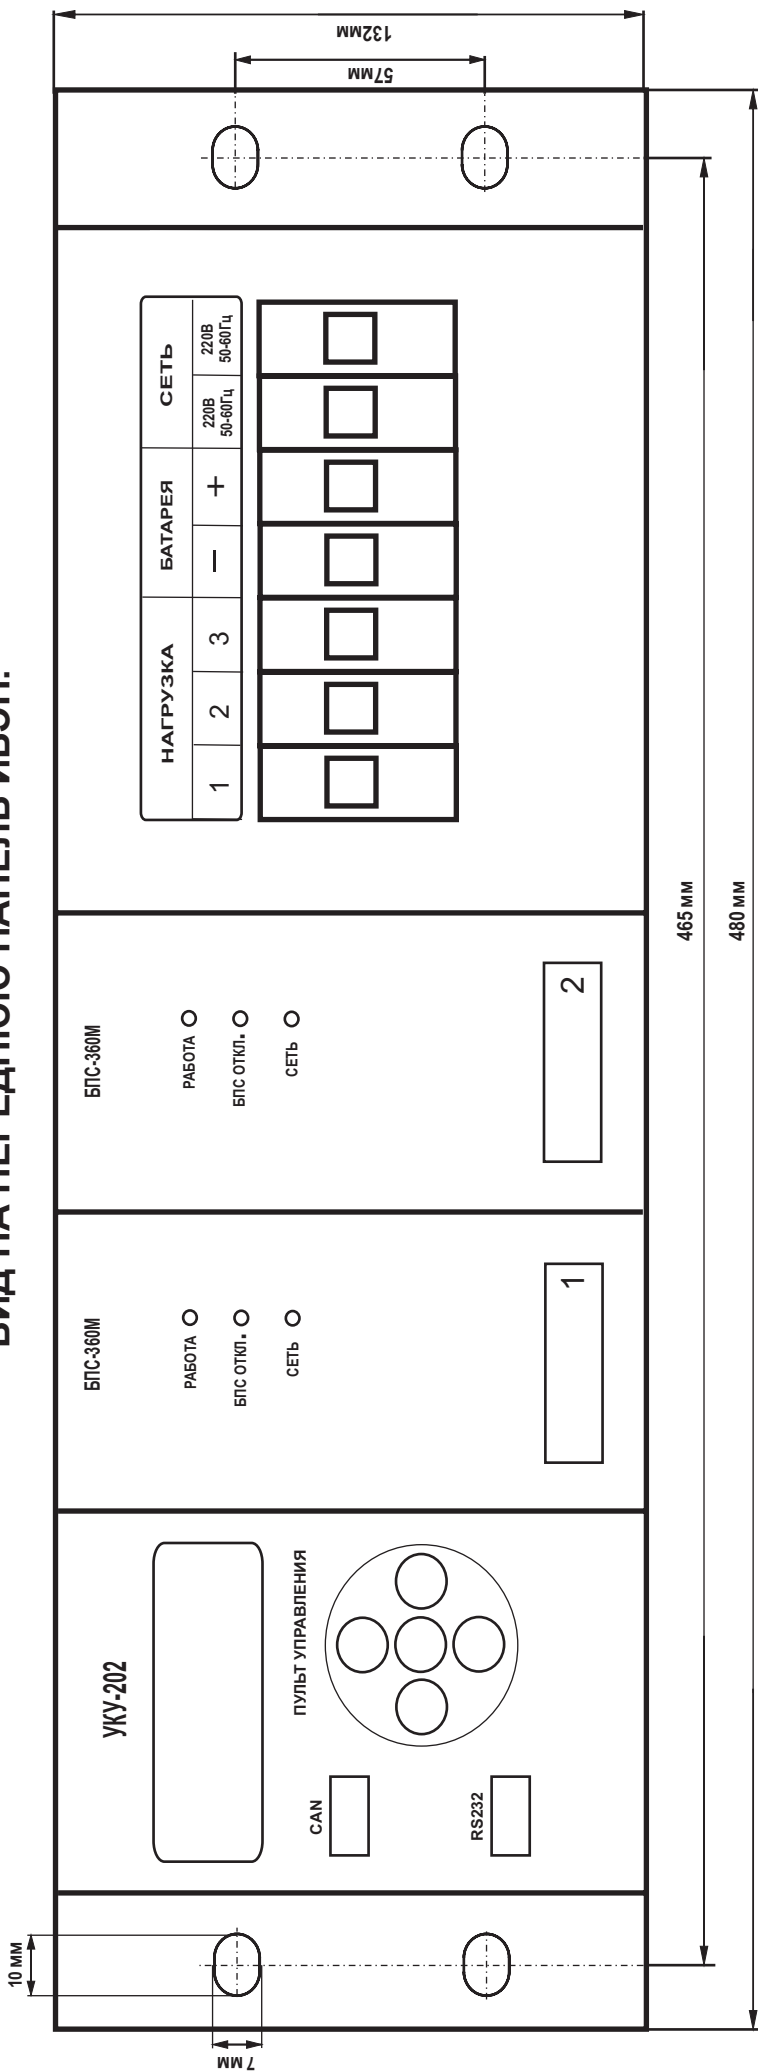 ВИД НА ПЕРЕДНЮЮ ПАНЕЛЬ
10 мм
7 мм
УКУ-202
ПУЛЬТ УПРАВЛЕНИЯ
CAN
RS232
БПС-360М
РАБОТА
БПС ОТКЛ.
СЕТЬ
1
БПС-360М
РАБОТА
БПС ОТКЛ.
СЕТЬ
2
НАГРУЗКА БАТАРЕЯ СЕТЬ
1 2 3 – + 220В 50-60Гц 220В 50-60Гц
57мм
132мм
465 мм
480 мм